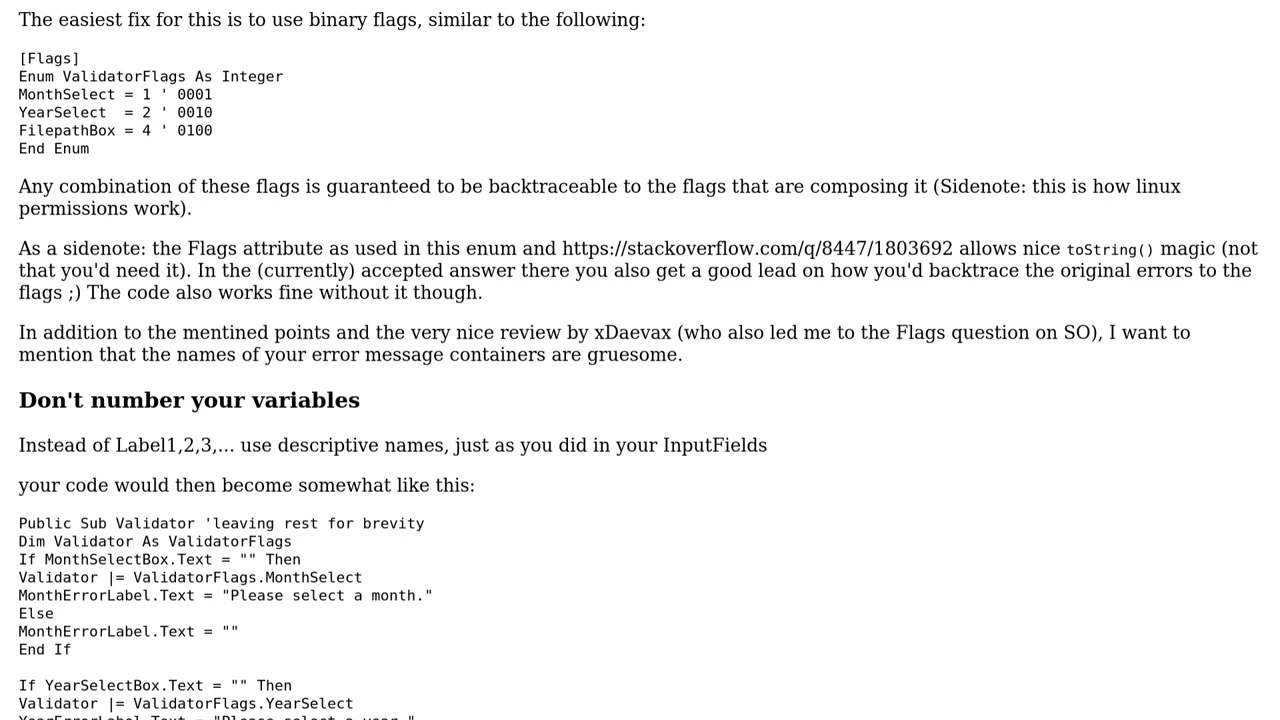 The easiest fix for this is to use binary flags, similar to the following:
[Flags]
Enum ValidatorFlags As Integer
MonthSelect = 1 ' 0001
YearSelect  = 2 ' 0010
FilepathBox = 4 ' 0100
End Enum
Any combination of these flags is guaranteed to be backtraceable to the flags that are composing it (Sidenote: this is how linux
permissions work).
As a sidenote: the Flags attribute as used in this enum and https://stackoverflow.com/q/8447/1803692 allows nice toString() magic (not
that you'd need it). In the (currently) accepted answer there you also get a good lead on how you'd backtrace the original errors to the
flags ;) The code also works fine without it though.
In addition to the mentined points and the very nice review by xDaevax (who also led me to the Flags question on SO), I want to
mention that the names of your error message containers are gruesome.
Don't number your variables
Instead of Label1,2,3,... use descriptive names, just as you did in your InputFields
your code would then become somewhat like this:
Public Sub Validator 'leaving rest for brevity
Dim Validator As ValidatorFlags
If MonthSelectBox.Text = "" Then
Validator |= ValidatorFlags.MonthSelect
MonthErrorLabel.Text = "Please select a month."
Else
MonthErrorLabel.Text = ""
End If
If YearSelectBox.Text = "" Then
Validator |= ValidatorFlags.YearSelect
YearErrorLabel.Text = "Please select a year."